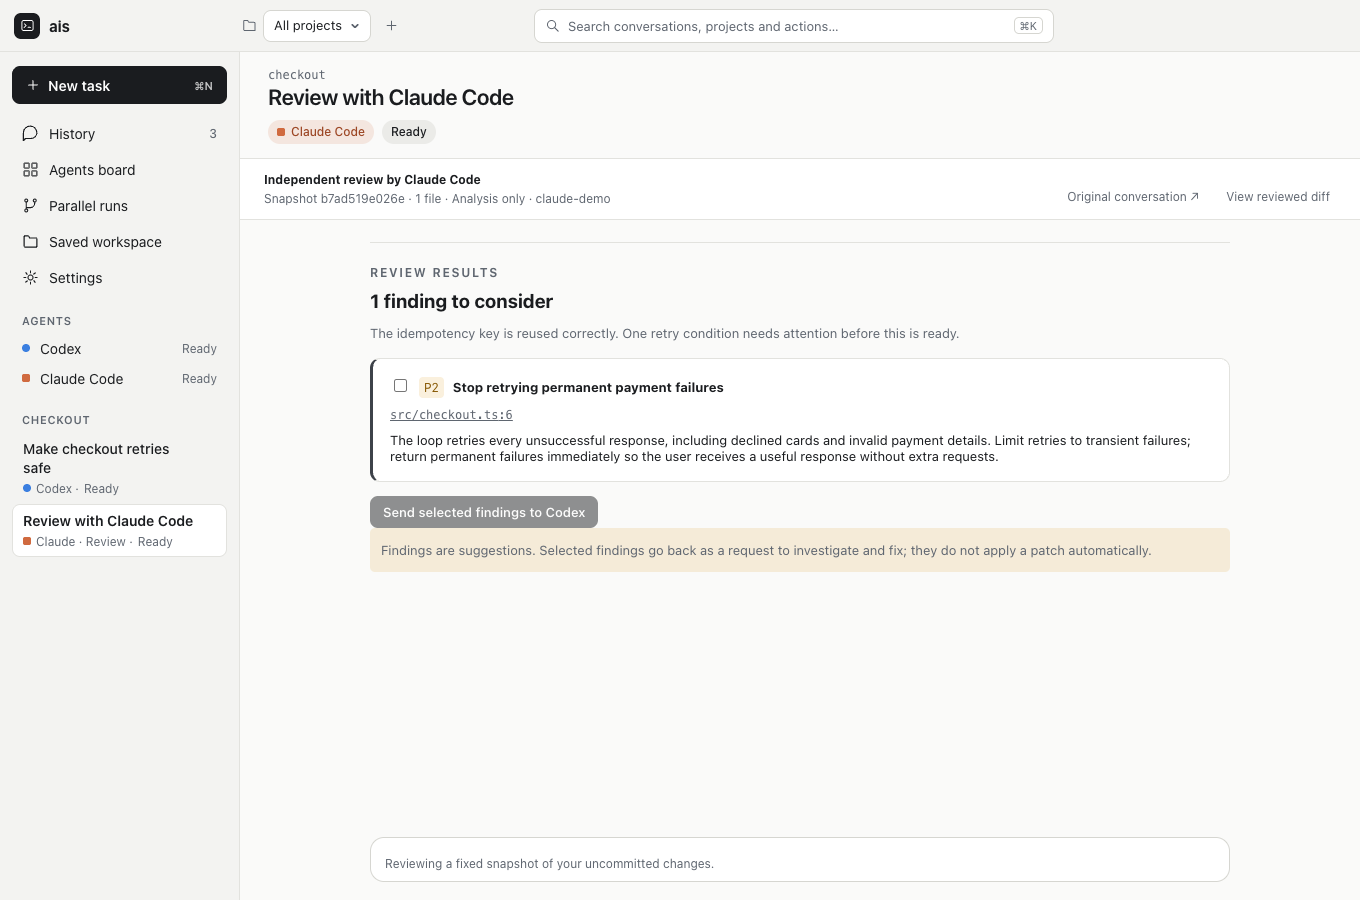 ais
All projects
Search conversations, projects and actions...
⌘K
New task
⌘N
History
3
Agents board
Parallel runs
Saved workspace
Settings
AGENTS
Codex
Ready
Claude Code
Ready
CHECKOUT
Make checkout retries
safe
Codex · Ready
Review with Claude Code
Claude · Review · Ready
checkout
Review with Claude Code
Claude Code
Ready
Independent review by Claude Code
Snapshot b7ad519e026e · 1 file · Analysis only · claude-demo
Original conversation ↗
View reviewed diff
REVIEW RESULTS
1 finding to consider
The idempotency key is reused correctly. One retry condition needs attention before this is ready.
P2 Stop retrying permanent payment failures
src/checkout.ts:6
The loop retries every unsuccessful response, including declined cards and invalid payment details. Limit retries to transient failures;
return permanent failures immediately so the user receives a useful response without extra requests.
Send selected findings to Codex
Findings are suggestions. Selected findings go back as a request to investigate and fix; they do not apply a patch automatically.
Reviewing a fixed snapshot of your uncommitted changes.